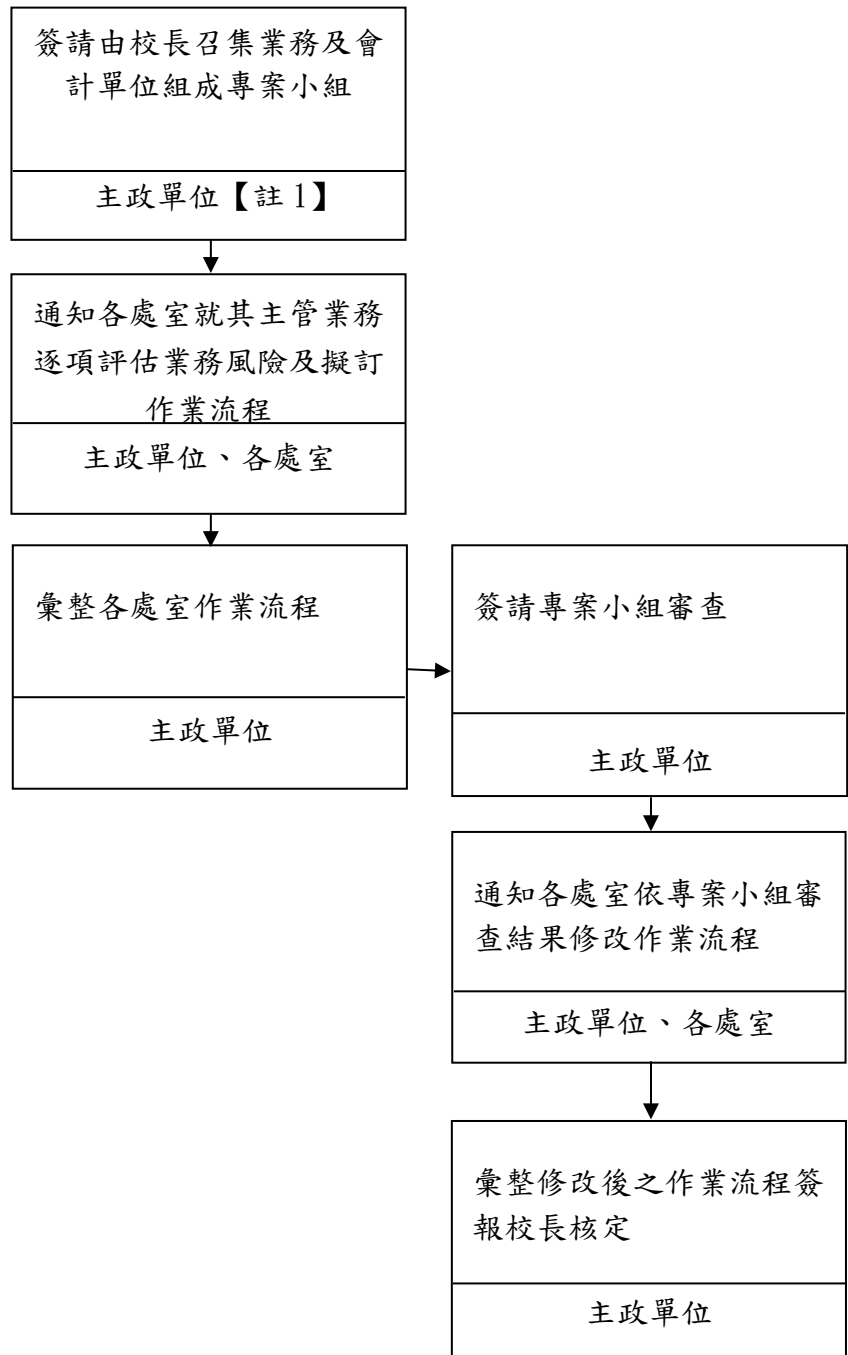 簽請由校長召集業務及會
計單位組成專案小組
主政單位【註1】
通知各處室就其主管業務
逐項評估業務風險及擬訂
作業流程
主政單位、各處室
彙整各處室作業流程
主政單位
簽請專案小組審查
主政單位
通知各處室依專案小組審
查結果修改作業流程
主政單位、各處室
彙整修改後之作業流程簽
報校長核定
主政單位